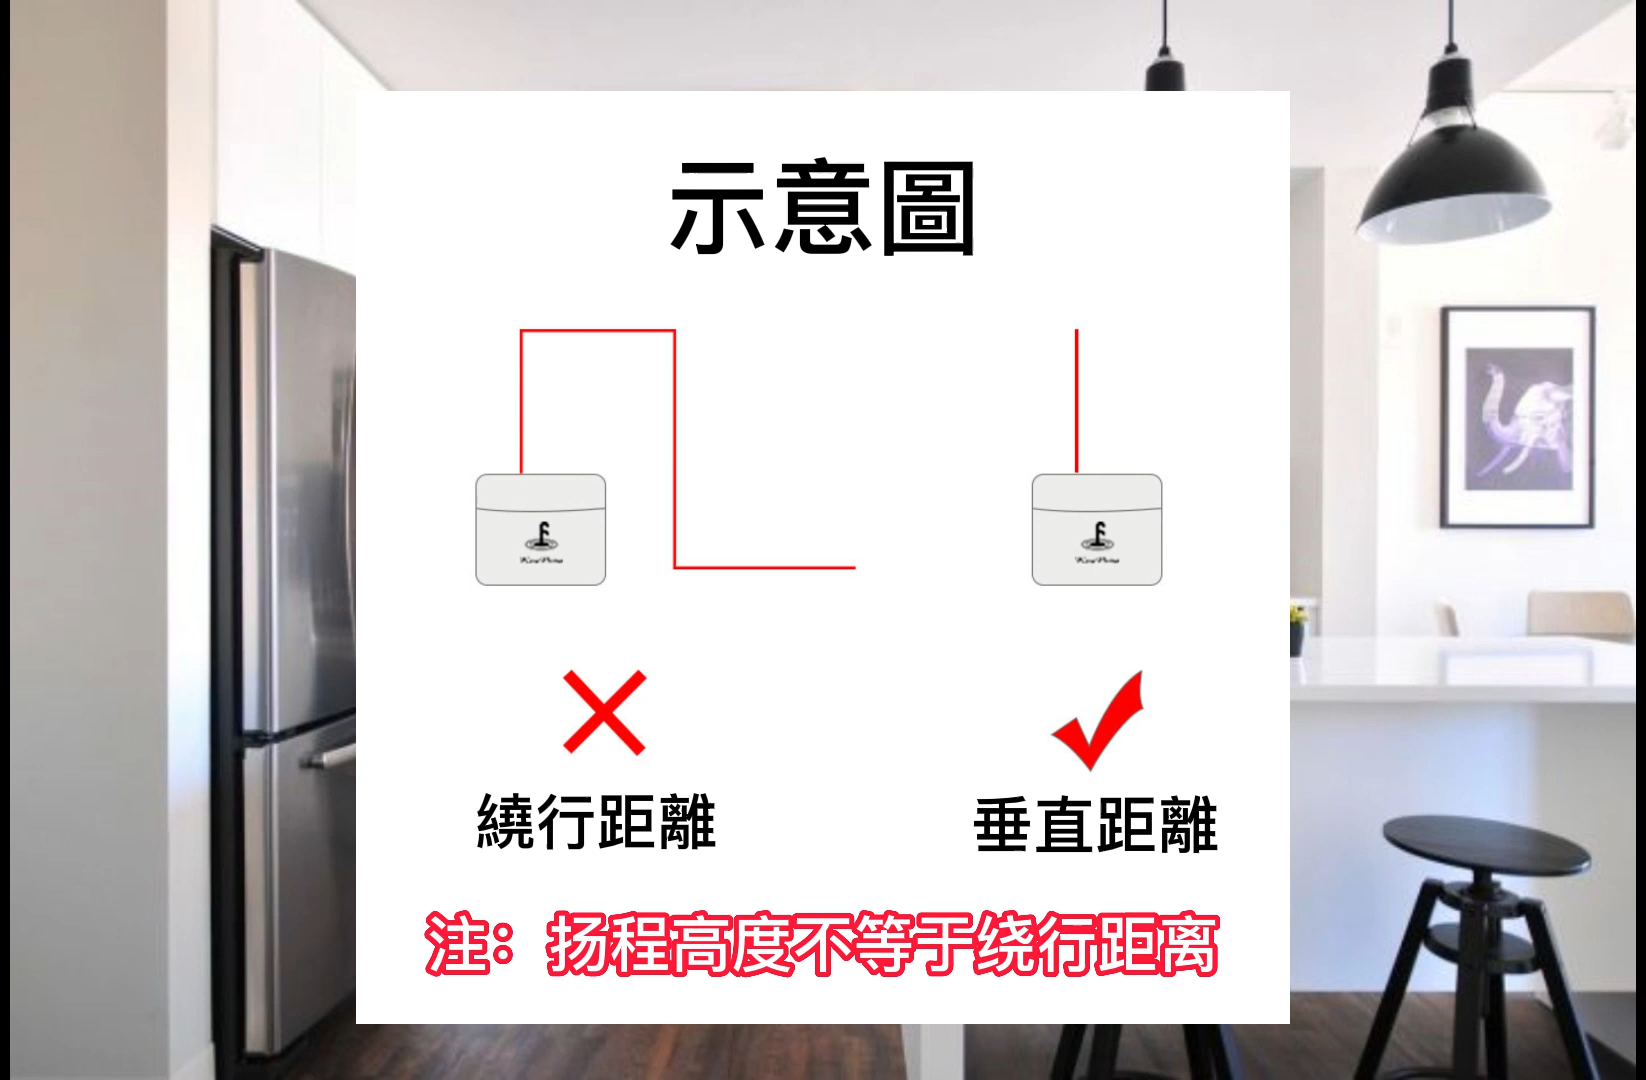 示意圖
繞行距離
垂直距離
注：扬程高度不等于绕行距离